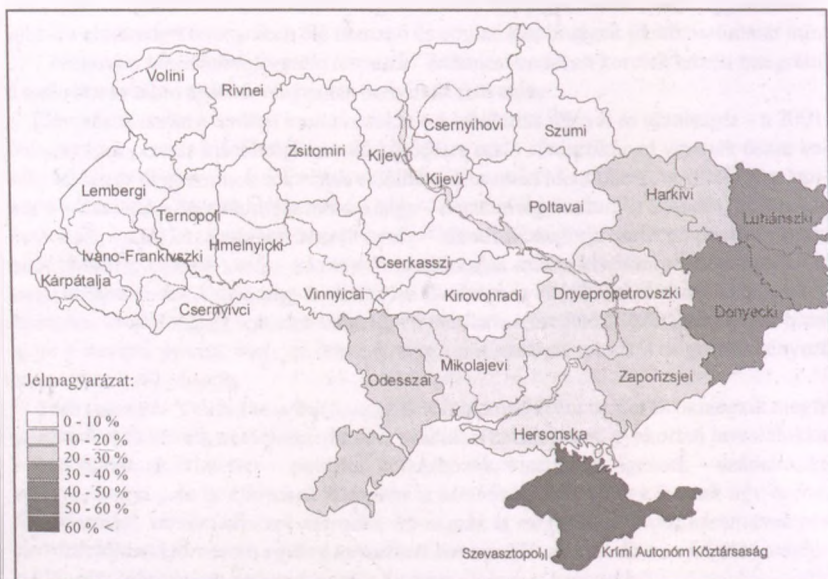 Volini
Rivnei
Csernyihovi
Szumi
Zsitomiri
Kijev
Kijevi
Harkivi
Lembergi
Ternopoli
Poltavai
Luhánszki
Hmelnyicki
Ivano-Frankivszki
Cserkasszi
Kárpátalja
Csernyivci
Vinnyicai
Kirovohradi
Dnyepropetrovszki
Donyecki
Jelmagyarázat:
Odesszai
Mikolajevi
Zaporizsjei
0 - 10 %
10 - 20 %
20 - 30 %
30 - 40 %
40 - 50 %
50 - 60 %
60 % <
Hersonska
Szevasztopol
Krími Autonóm Köztársaság